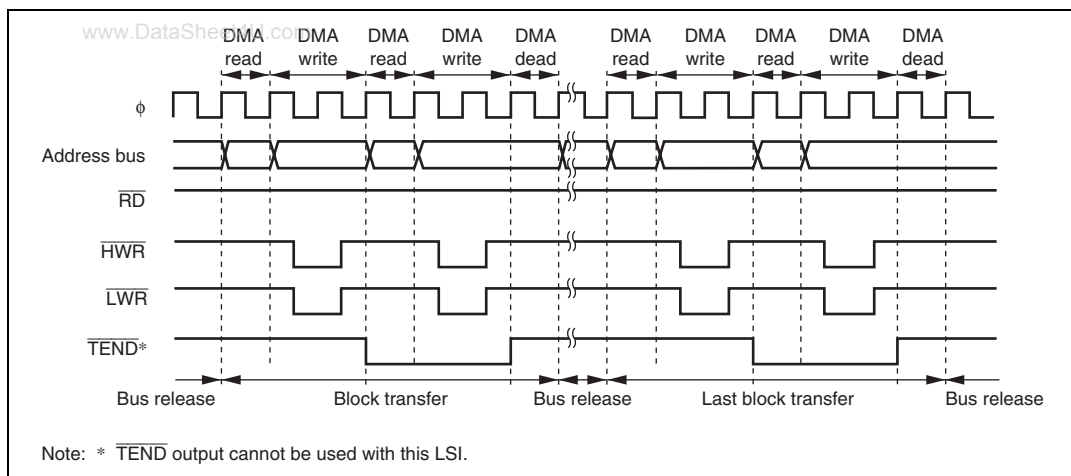 www.DataSheet4U.com
DMA read DMA write DMA read DMA write DMA dead DMA read DMA write DMA read DMA write DMA dead
ϕ
Address bus
RD
HWR
LWR
TEND*
Bus release Block transfer Bus release Last block transfer Bus release
Note: * TEND output cannot be used with this LSI.